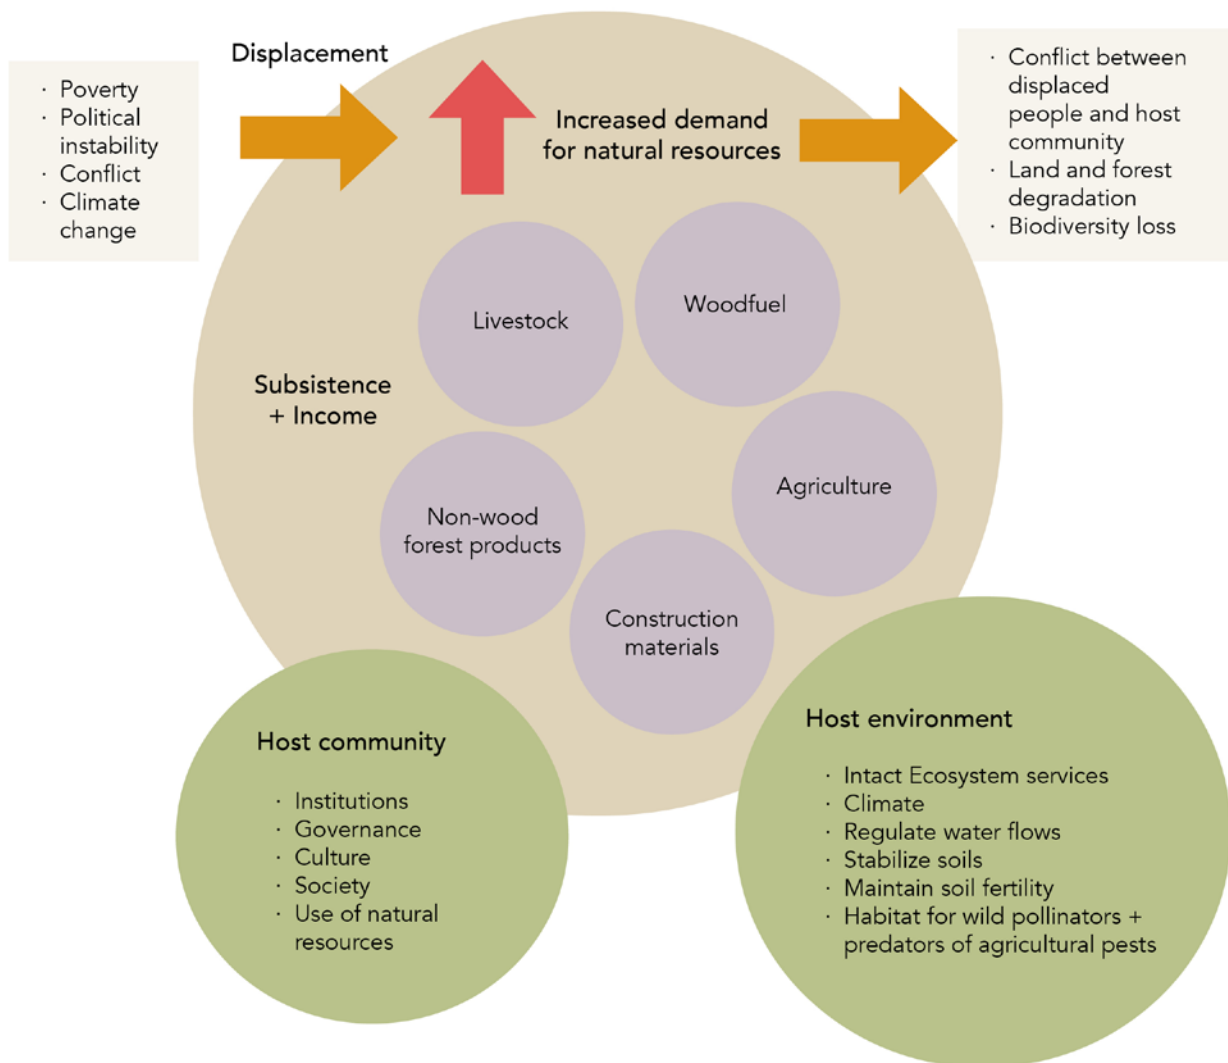 Displacement
· Poverty
· Political
instability
· Conflict
· Climate
change
Increased demand
for natural resources
· Conflict between
displaced
people and host
community
· Land and forest
degradation
· Biodiversity loss
Livestock
Woodfuel
Subsistence
+ Income
Agriculture
Non-wood
forest products
Construction
materials
Host community
· Institutions
· Governance
· Culture
· Society
· Use of natural
resources
Host environment
· Intact Ecosystem services
· Climate
· Regulate water flows
· Stabilize soils
· Maintain soil fertility
· Habitat for wild pollinators +
predators of agricultural pests